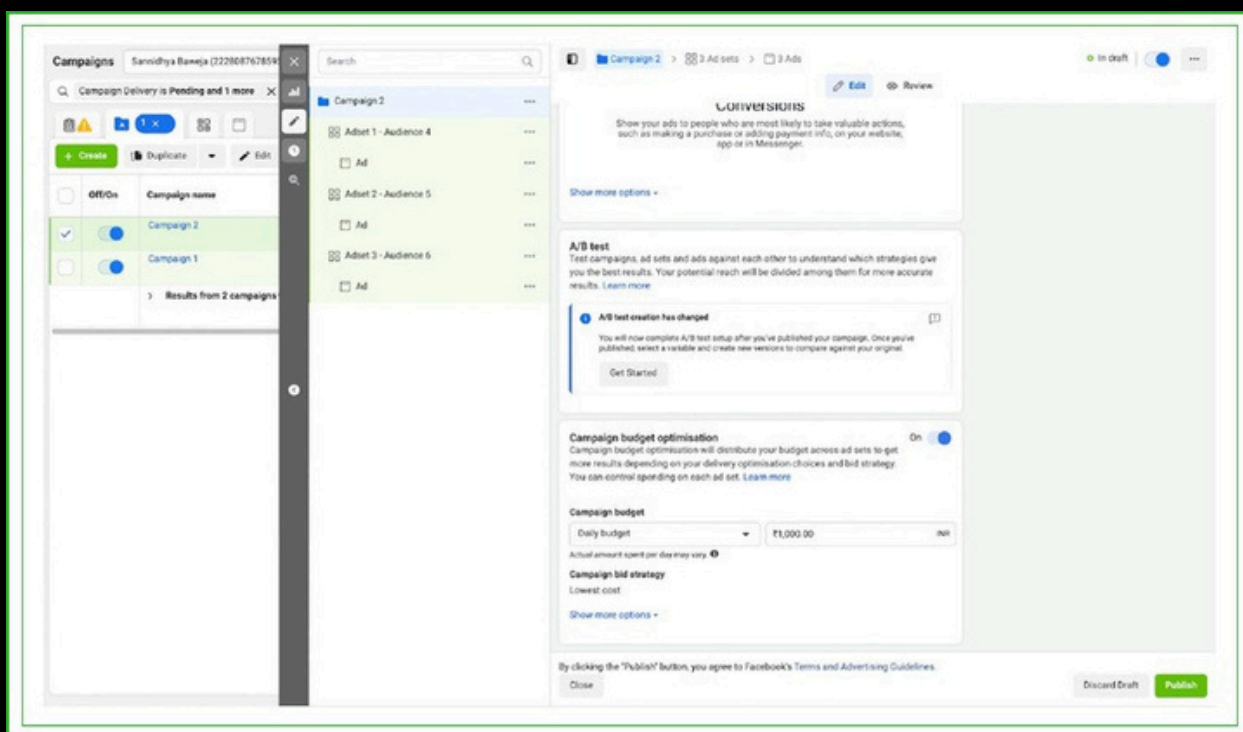 Campaigns
Sannidhya Baweja (2228087678595
Campaign Delivery is Pending and 1 more
1 ×
+ Create
Duplicate
Edit
Off/On
Campaign name
Campaign 2
Campaign 1
Results from 2 campaigns
Search
Campaign 2
Adset 1 - Audience 4
Ad
Adset 2 - Audience 5
Ad
Adset 3 - Audience 6
Ad
Campaign 2 > 3 Ad sets > 3 Ads
In draft
Edit
Review
Conversions
Show your ads to people who are most likely to take valuable actions,
such as making a purchase or adding payment info, on your website,
app or in Messenger.
Show more options
A/B test
Test campaigns, ad sets and ads against each other to understand which strategies give
you the best results. Your potential reach will be divided among them for more accurate
results. Learn more
A/B test creation has changed
You will now complete A/B test setup after you've published your campaign. Once you've
published, select a variable and create new versions to compare against your original.
Get Started
Campaign budget optimisation
On
Campaign budget optimisation will distribute your budget across ad sets to get
more results depending on your delivery optimisation choices and bid strategy.
You can control spending on each ad set. Learn more
Campaign budget
Daily budget
₹1,000.00
INR
Actual amount spent per day may vary.
Campaign bid strategy
Lowest cost
Show more options
By clicking the "Publish" button, you agree to Facebook's Terms and Advertising Guidelines.
Close
Discard Draft
Publish